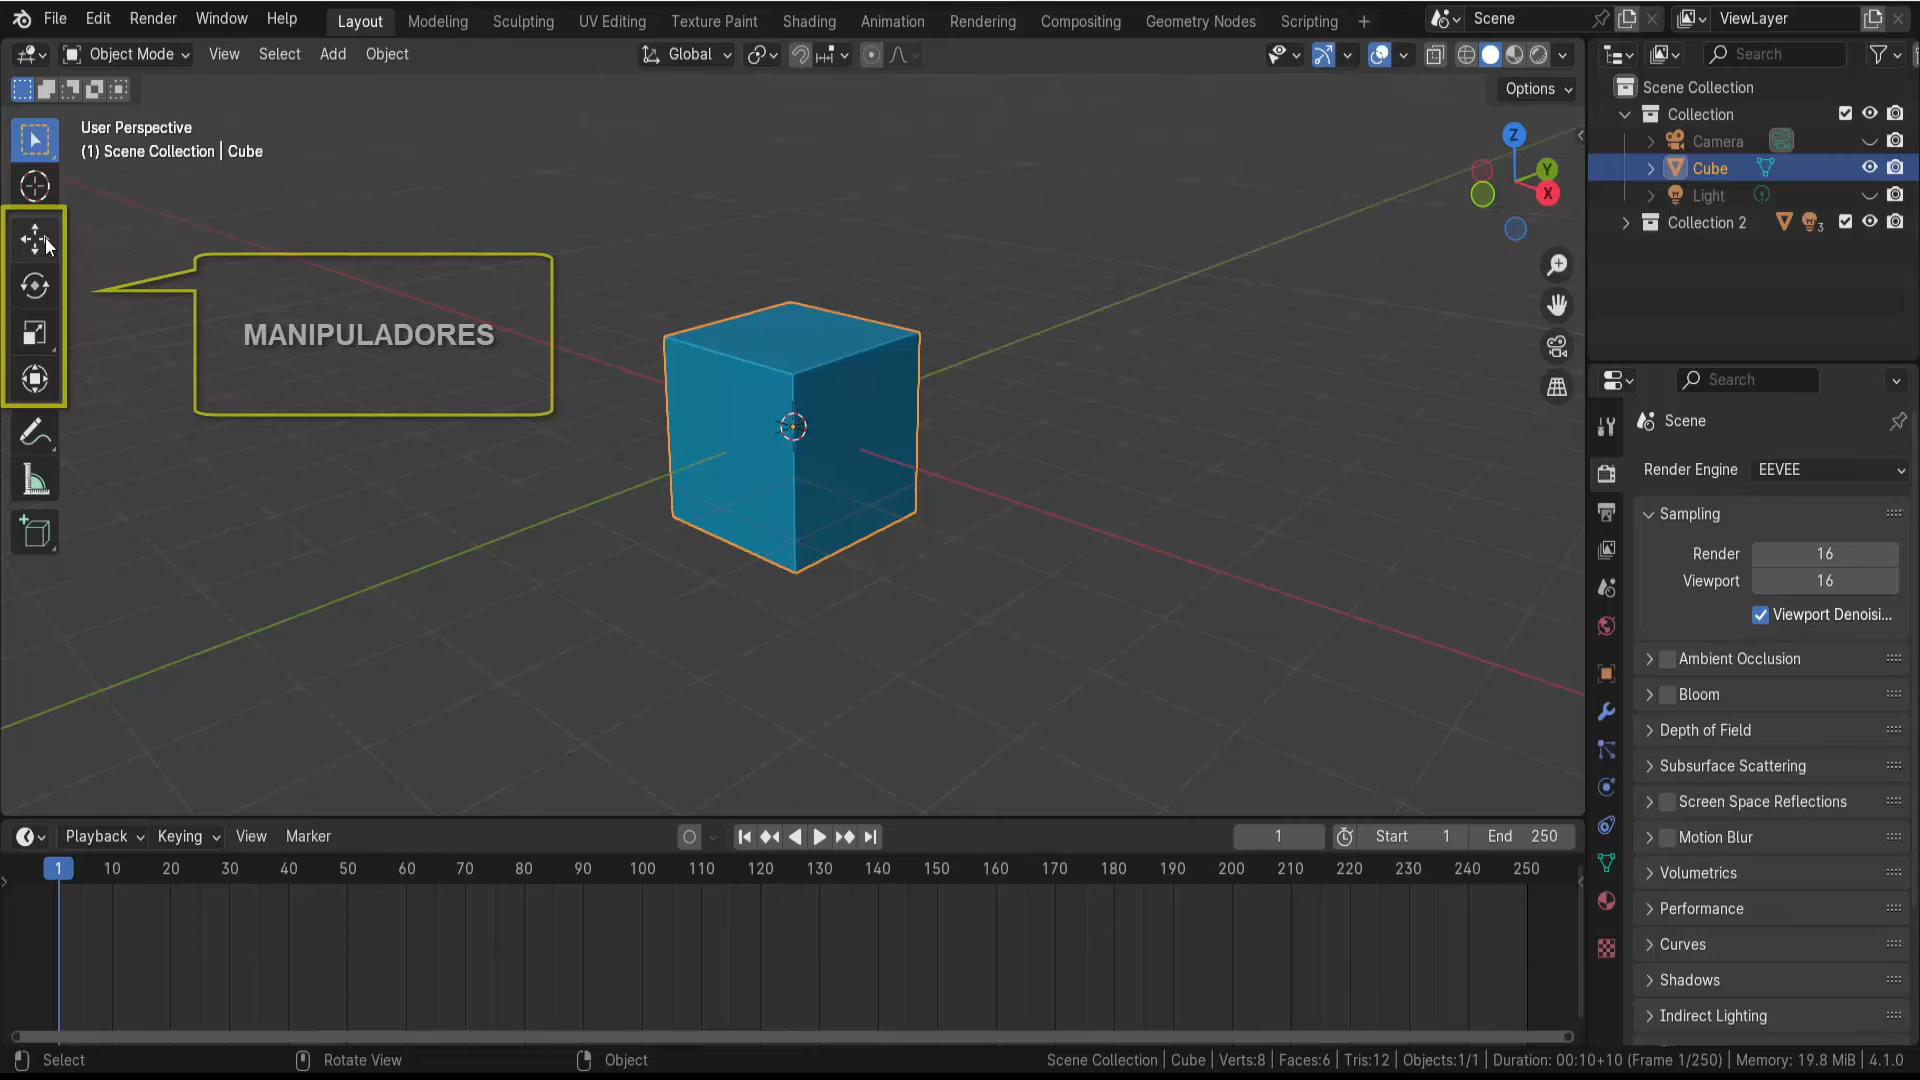 File Edit Render Window Help Layout Modeling Sculpting UV Editing Texture Paint Shading Animation Rendering Compositing Geometry Nodes Scripting + Scene ViewLayer
Object Mode View Select Add Object Global Search
Options
User Perspective
(1) Scene Collection | Cube
Z
Y
X
MANIPULADORES
Scene Collection
Collection
Camera
Cube
Light
Collection 2 3
Search
Scene
Render Engine EEVEE
Sampling
Render 16
Viewport 16
Viewport Denoisi...
Ambient Occlusion
Bloom
Depth of Field
Subsurface Scattering
Screen Space Reflections
Motion Blur
Volumetrics
Performance
Curves
Shadows
Indirect Lighting
Playback Keying View Marker 1 Start 1 End 250
1 10 20 30 40 50 60 70 80 90 100 110 120 130 140 150 160 170 180 190 200 210 220 230 240 250
Select Rotate View Object Scene Collection | Cube | Verts:8 | Faces:6 | Tris:12 | Objects:1/1 | Duration: 00:10+10 (Frame 1/250) | Memory: 19.8 MiB | 4.1.0